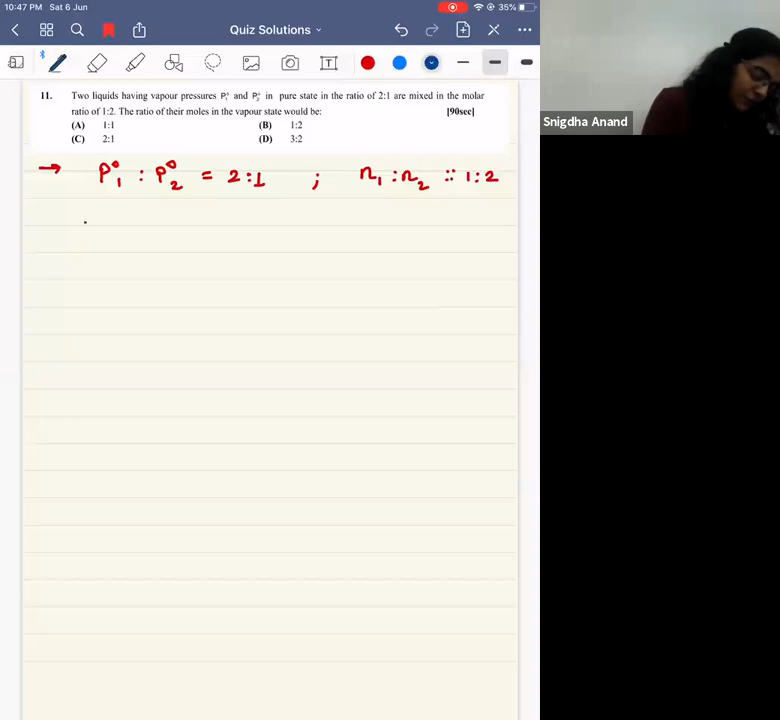 10:47 PM Sat 6 Jun 35%
Quiz Solutions
T
Snigdha Anand
11. Two liquids having vapour pressures P₁° and P₂° in pure state in the ratio of 2:1 are mixed in the molar
ratio of 1:2. The ratio of their moles in the vapour state would be: [90sec]
(A) 1:1 (B) 1:2
(C) 2:1 (D) 3:2
→ P₁° : P₂° = 2:1 ; n₁ : n₂ :: 1:2